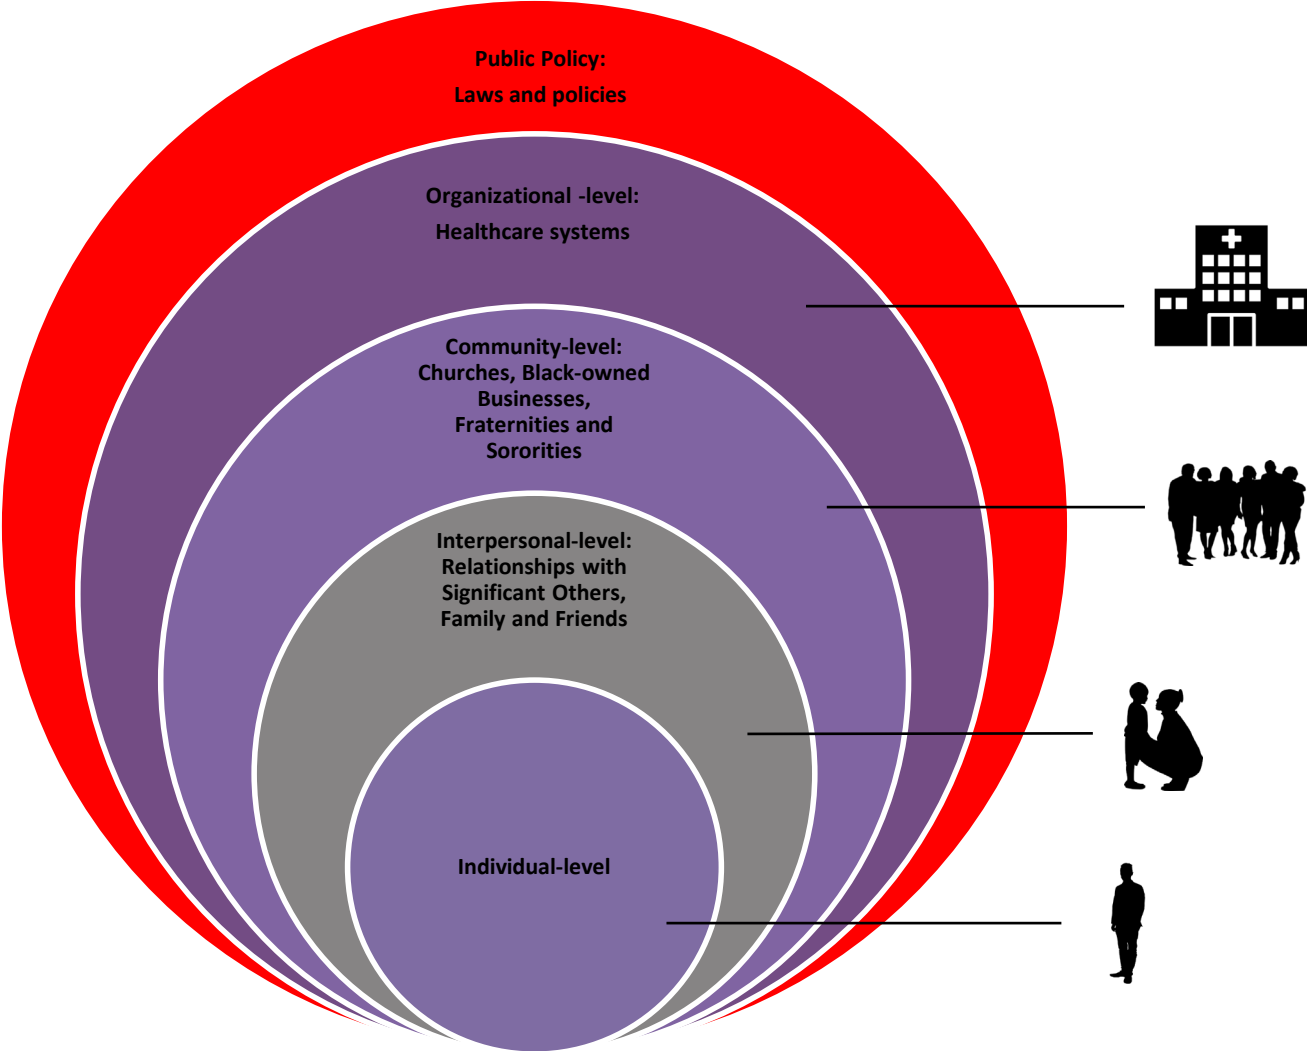 Public Policy:
Laws and policies
Organizational -level:
Healthcare systems
Community-level:
Churches, Black-owned
Businesses,
Fraternities and
Sororities
Interpersonal-level:
Relationships with
Significant Others,
Family and Friends
Individual-level